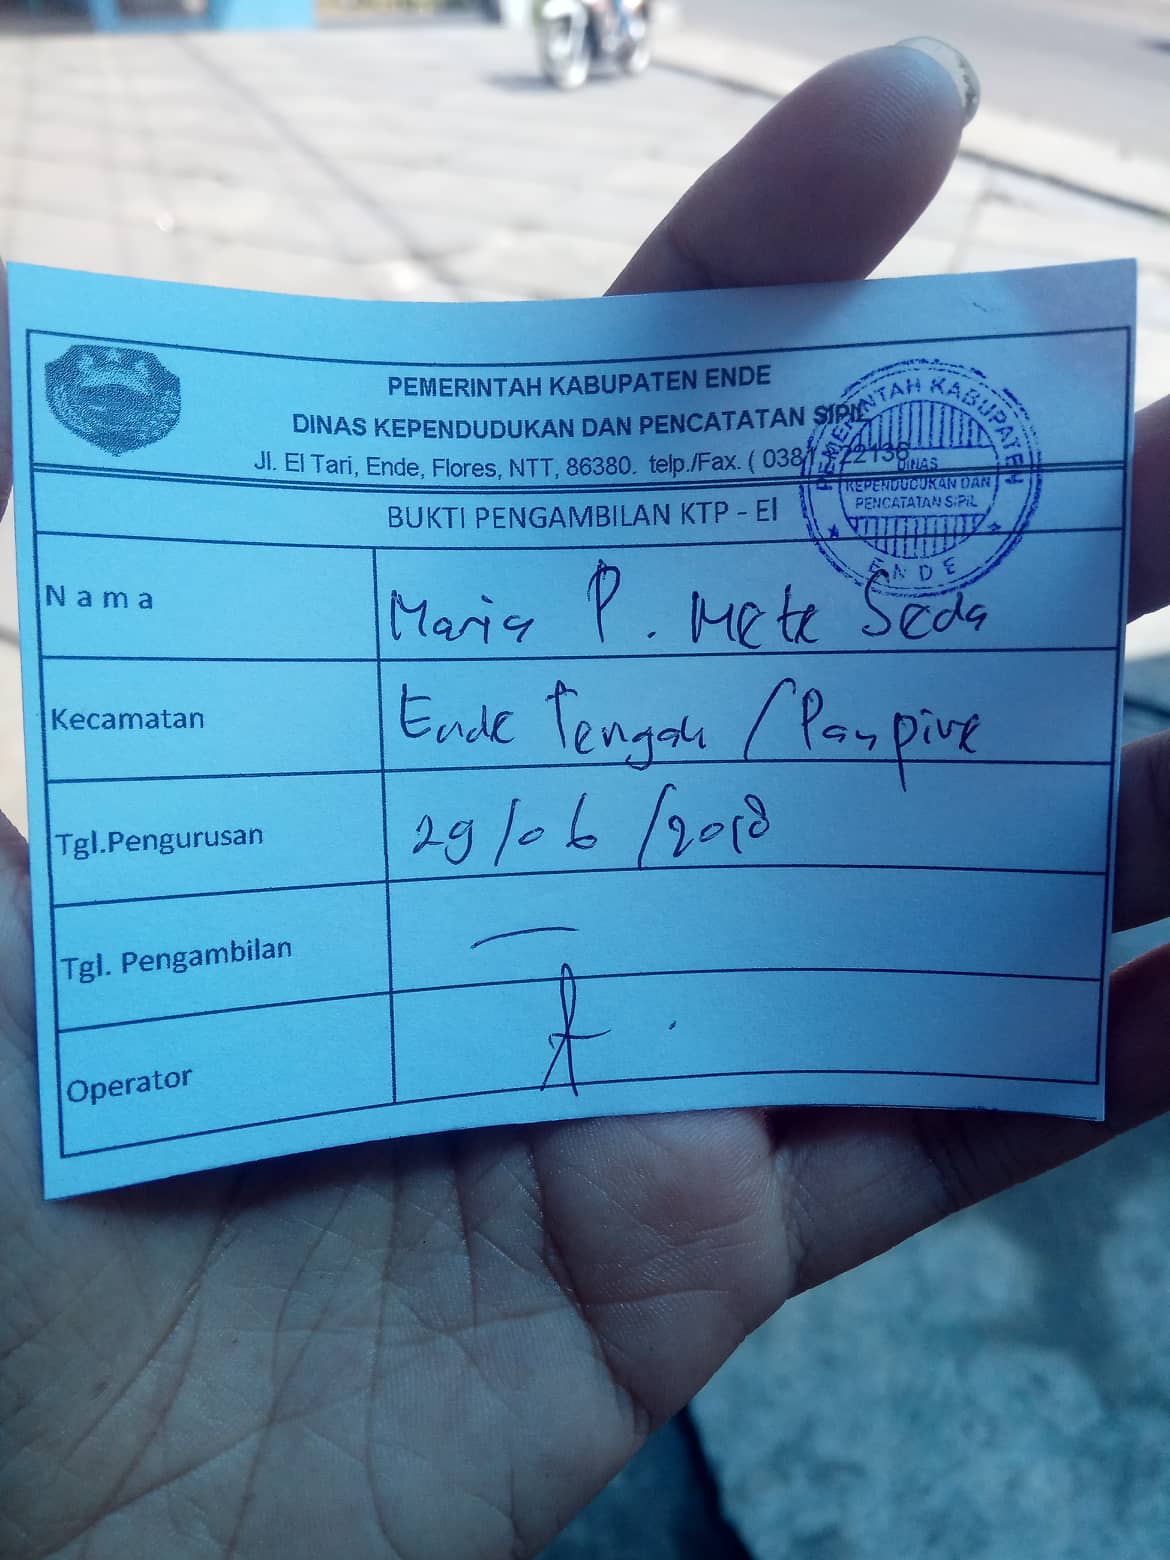 PEMERINTAH KABUPATEN ENDE
DINAS KEPENDUDUKAN DAN PENCATATAN SIPIL
Jl. El Tari, Ende, Flores, NTT, 86380. telp./Fax. ( 0381 22136
BUKTI PENGAMBILAN KTP - El
PEMERINTAH KABUPATEN
DINAS
KEPENDUDUKAN DAN
PENCATATAN SIPIL
ENDE
Nama Maria P. Mete Seda
Kecamatan Ende Tengah /
Tgl.Pengurusan 29/06/2018
Tgl. Pengambilan —
Operator